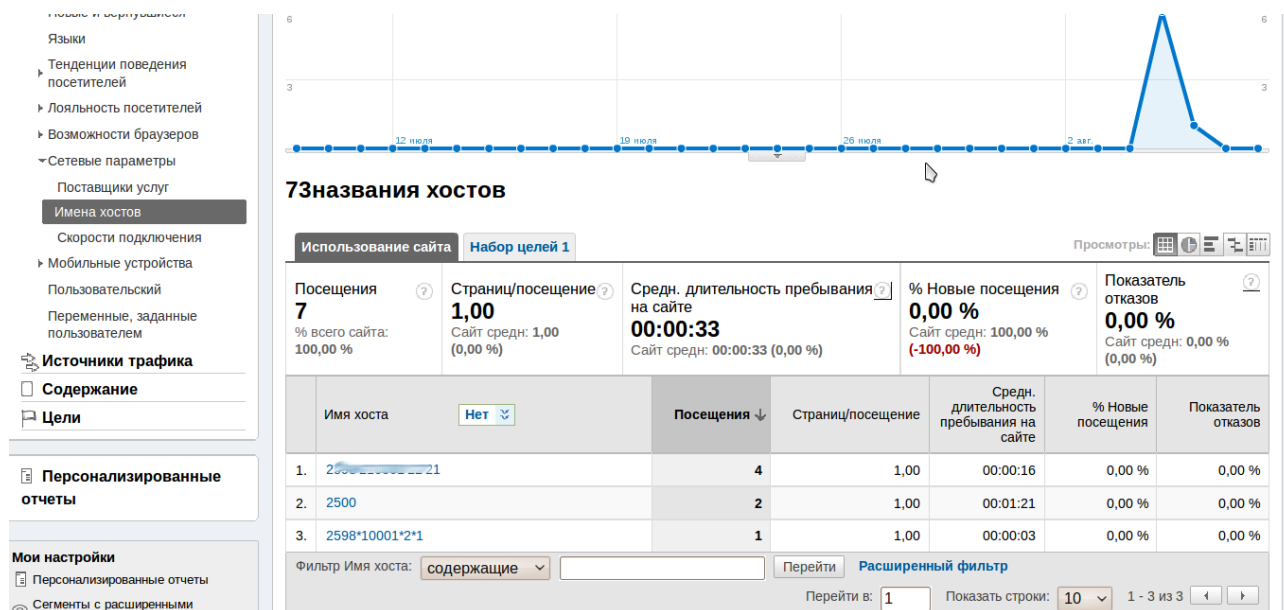 Новые и вернувшиеся
Языки
Тенденции поведения
посетителей
Лояльность посетителей
Возможности браузеров
Сетевые параметры
Поставщики услуг
Имена хостов
Скорости подключения
Мобильные устройства
Пользовательский
Переменные, заданные
пользователем
Источники трафика
Содержание
Цели
Персонализированные
отчеты
Мои настройки
Персонализированные отчеты
Сегменты с расширенными
6 6
3 3
12 июля 19 июля 26 июля 2 авг.
73названия хостов
Использование сайта Набор целей 1 Просмотры:
Посещения ?
7
% всего сайта:
100,00 %
Страниц/посещение ?
1,00
Сайт средн: 1,00
(0,00 %)
Средн. длительность пребывания ?
на сайте
00:00:33
Сайт средн: 00:00:33 (0,00 %)
% Новые посещения ?
0,00 %
Сайт средн: 100,00 %
(-100,00 %)
Показатель ?
отказов
0,00 %
Сайт средн: 0,00 %
(0,00 %)
Имя хоста Нет Посещения Страниц/посещение
Средн.
длительность
пребывания на
сайте
% Новые
посещения
Показатель
отказов
1. 4 1,00 00:00:16 0,00 % 0,00 %
2. 2500 2 1,00 00:01:21 0,00 % 0,00 %
3. 2598*10001*2*1 1 1,00 00:00:03 0,00 % 0,00 %
Фильтр Имя хоста: содержащие Перейти Расширенный фильтр
Перейти в: 1 Показать строки: 10 1 - 3 из 3